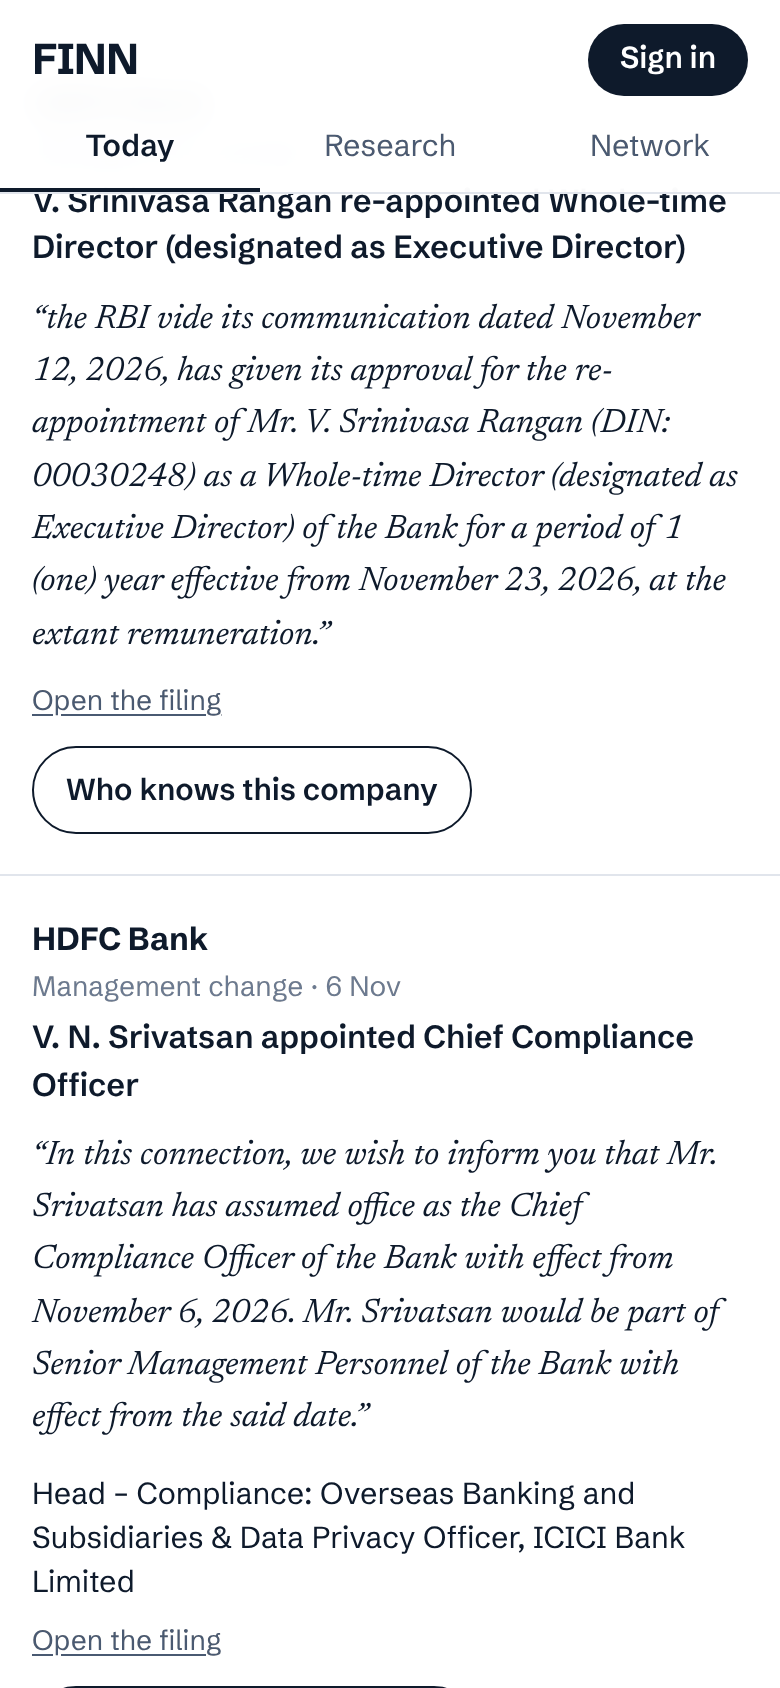 FINN
Sign in
Today
Research
Network
V. Srinivasa Rangan re-appointed Whole-time
Director (designated as Executive Director)
“the RBI vide its communication dated November
12, 2026, has given its approval for the re-
appointment of Mr. V. Srinivasa Rangan (DIN:
00030248) as a Whole-time Director (designated as
Executive Director) of the Bank for a period of 1
(one) year effective from November 23, 2026, at the
extant remuneration.”
Open the filing
Who knows this company
HDFC Bank
Management change · 6 Nov
V. N. Srivatsan appointed Chief Compliance
Officer
“In this connection, we wish to inform you that Mr.
Srivatsan has assumed office as the Chief
Compliance Officer of the Bank with effect from
November 6, 2026. Mr. Srivatsan would be part of
Senior Management Personnel of the Bank with
effect from the said date.”
Head – Compliance: Overseas Banking and
Subsidiaries & Data Privacy Officer, ICICI Bank
Limited
Open the filing